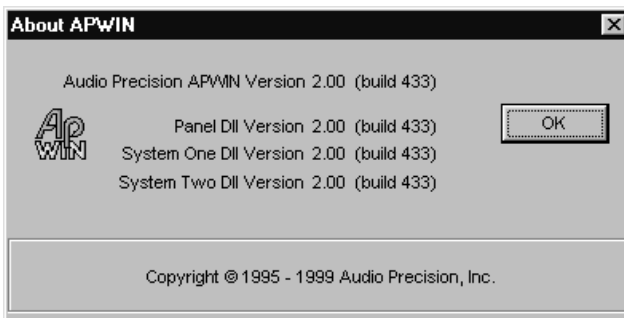 About APWIN
Audio Precision APWIN Version 2.00 (build 433)
Ap
WIN
Panel Dll Version 2.00 (build 433)
OK
System One Dll Version 2.00 (build 433)
System Two Dll Version 2.00 (build 433)
Copyright © 1995 - 1999 Audio Precision, Inc.